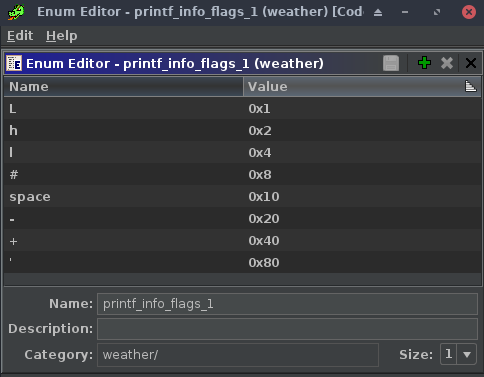 Enum Editor - printf_info_flags_1 (weather) [Cod
Edit Help
Enum Editor - printf_info_flags_1 (weather)
Name Value
L 0x1
h 0x2
l 0x4
# 0x8
space 0x10
- 0x20
+ 0x40
' 0x80
Name: printf_info_flags_1
Description:
Category: weather/ Size: 1